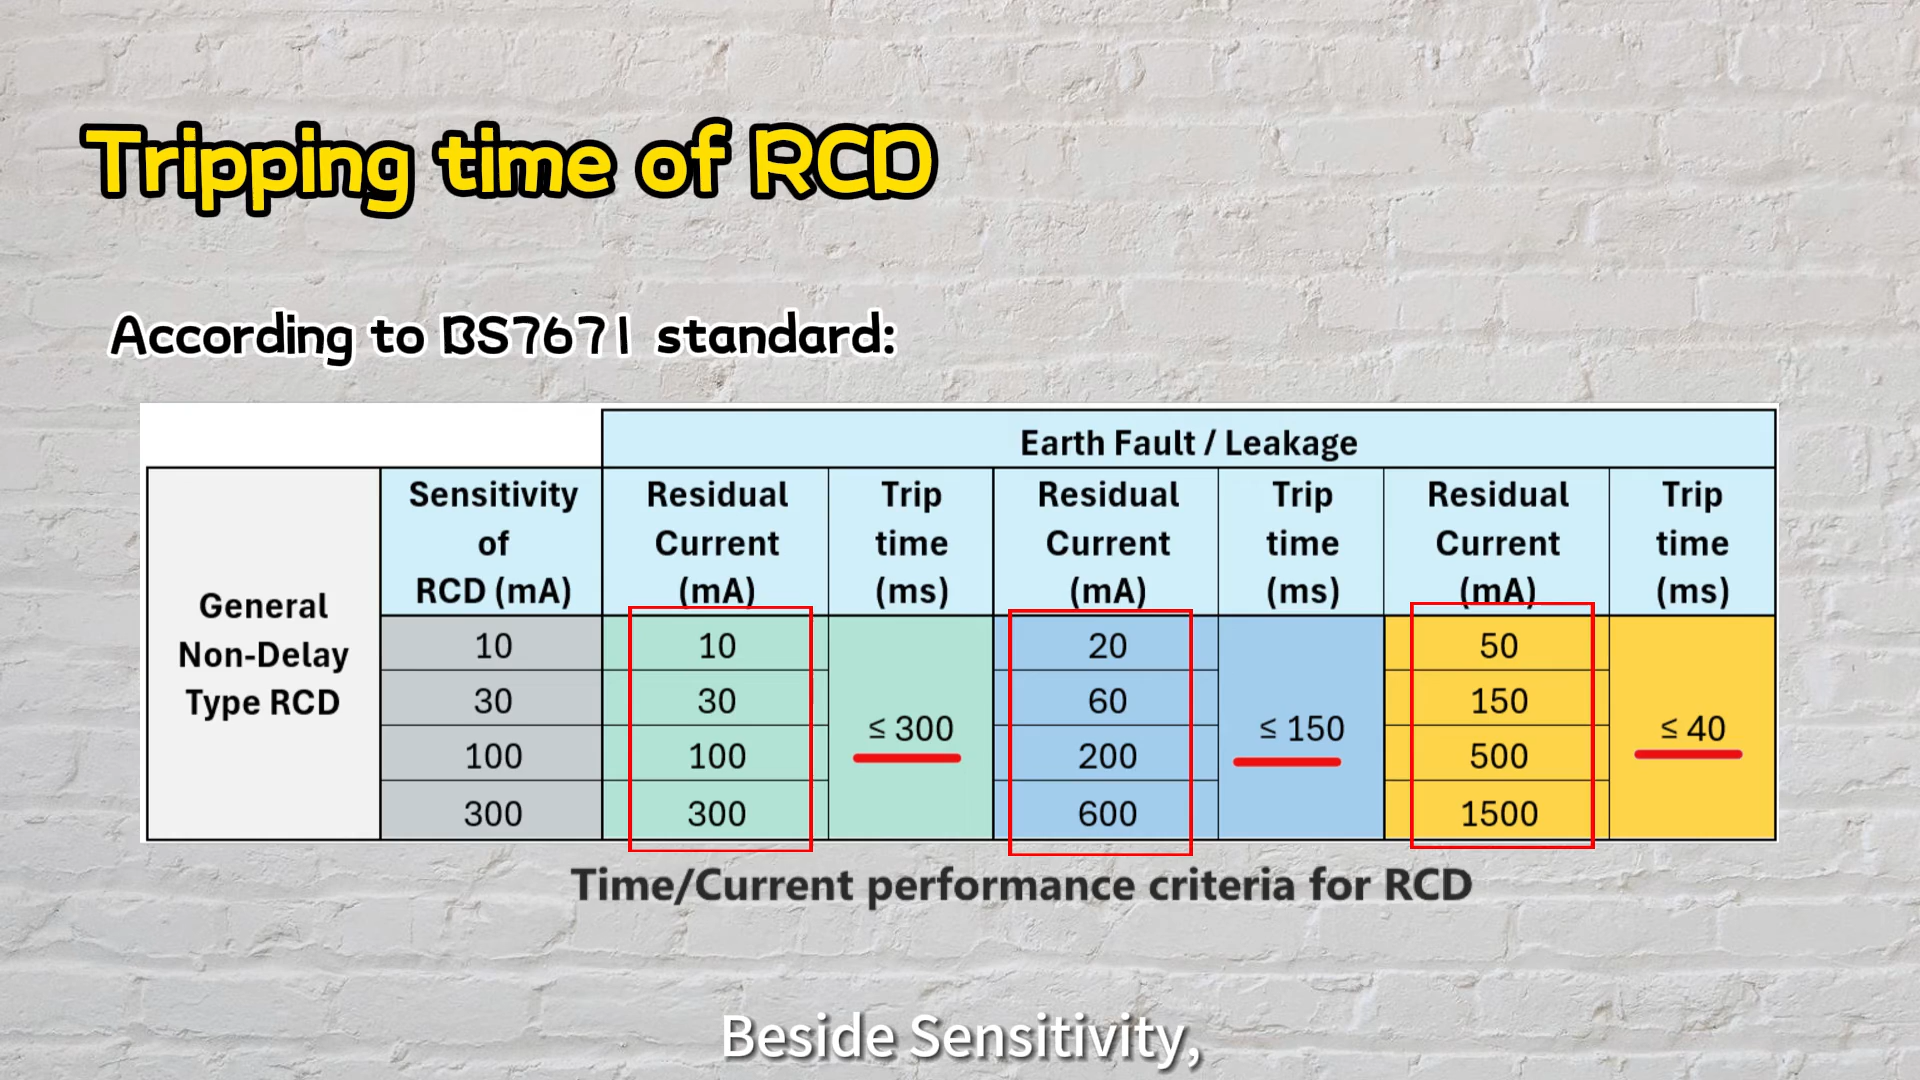 Tripping time of RCD
According to BS7671 standard:
Earth Fault / Leakage
General Non-Delay Type RCD
Sensitivity of RCD (mA)
Residual Current (mA)
Trip time (ms)
Residual Current (mA)
Trip time (ms)
Residual Current (mA)
Trip time (ms)
10 10 20 50
30 30 60 150
≤ 300 ≤ 150 ≤ 40
100 100 200 500
300 300 600 1500
Time/Current performance criteria for RCD
Beside Sensitivity,